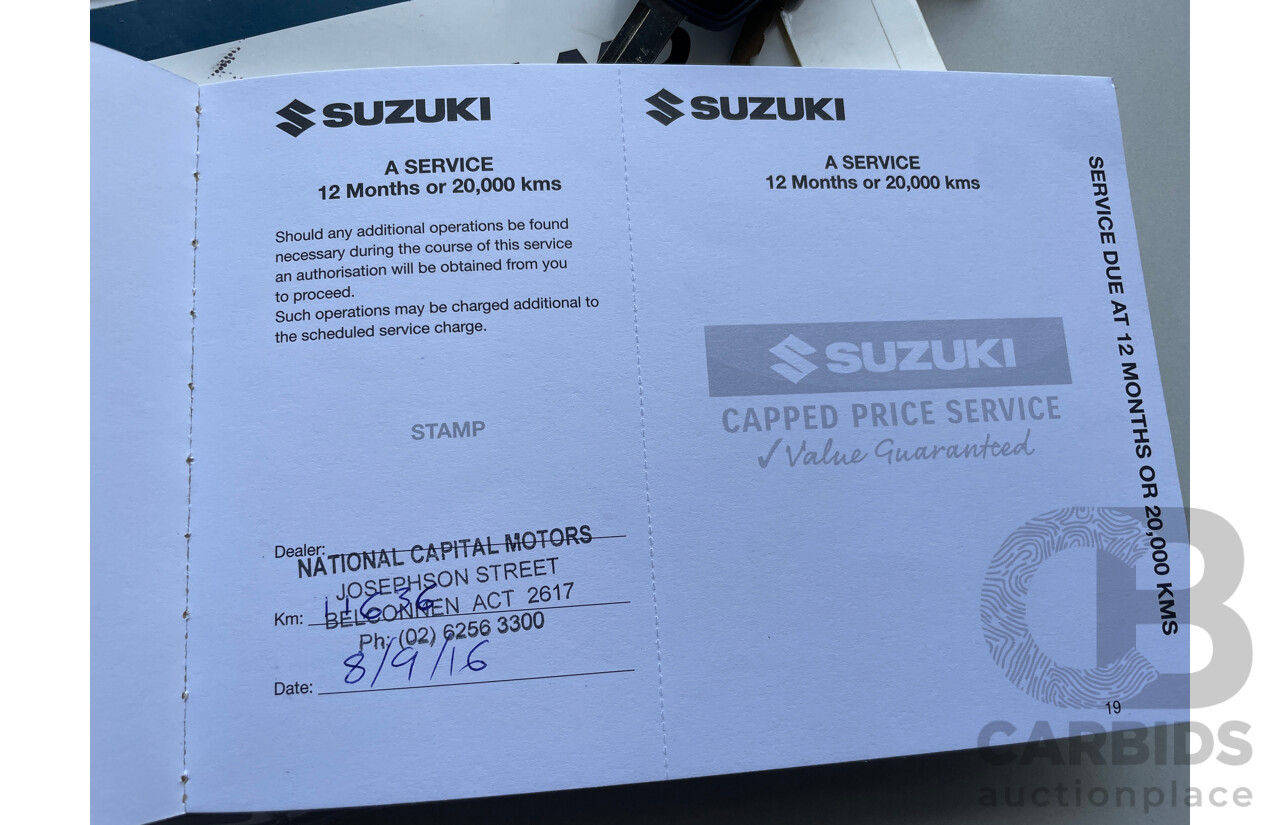 SUZUKI
A SERVICE
12 Months or 20,000 kms
Should any additional operations be found
necessary during the course of this service
an authorisation will be obtained from you
to proceed.
Such operations may be charged additional to
the scheduled service charge.
STAMP
Dealer:
NATIONAL CAPITAL MOTORS
JOSEPHSON STREET
BELCONNEN ACT 2617
Km: 11636
Ph: (02) 6256 3300
Date: 8/9/16
SUZUKI
A SERVICE
12 Months or 20,000 kms
SUZUKI
CAPPED PRICE SERVICE
✓Value Guaranteed
SERVICE DUE AT 12 MONTHS OR 20,000 KMS
19
CB
CARBIDS
auctionplace